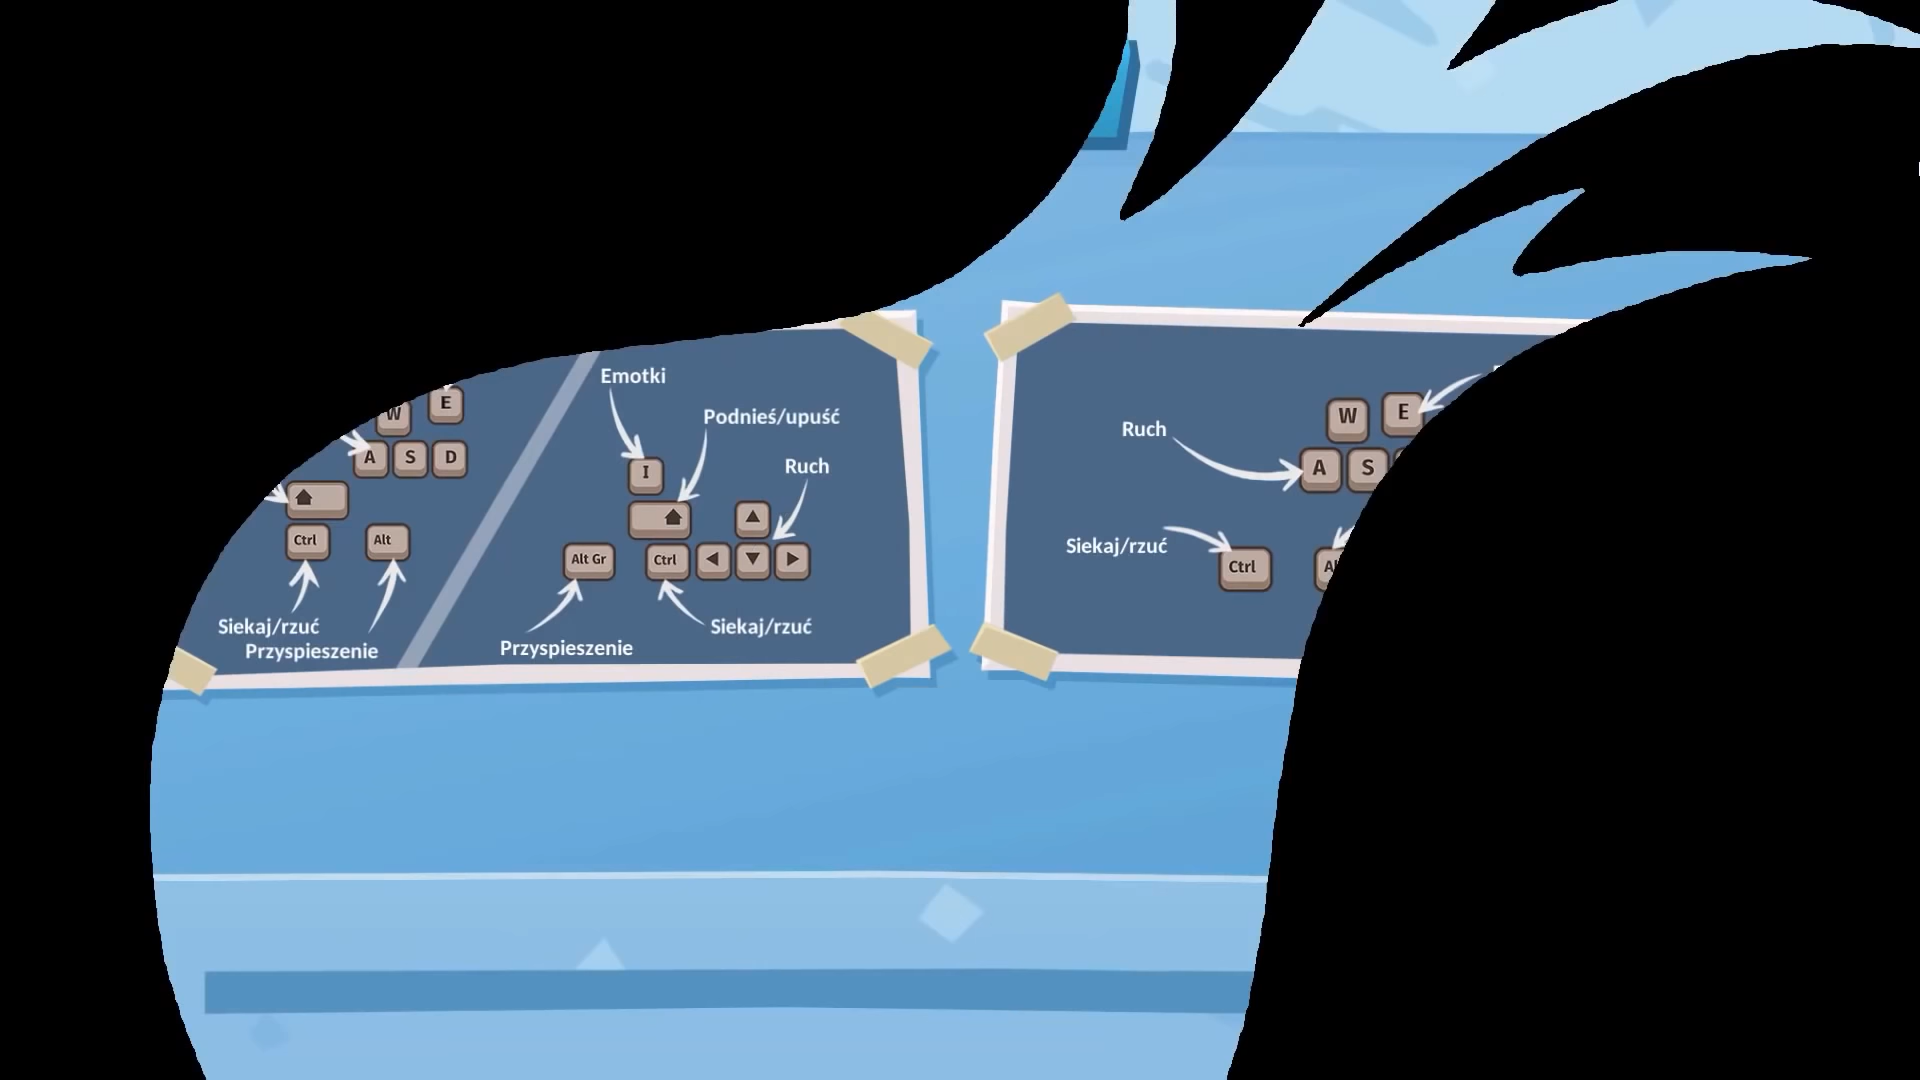 W E
A S D
Ctrl Alt
Siekaj/rzuć
Przyspieszenie
Emotki
Podnieś/upuść
Ruch
I
Alt Gr Ctrl
Przyspieszenie
Siekaj/rzuć
Ruch
W E
A S
Siekaj/rzuć
Ctrl